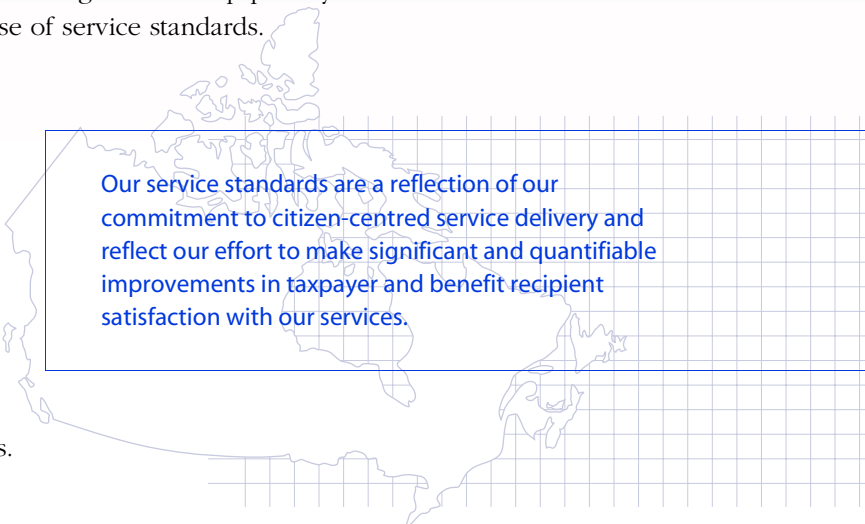 se of service standards.
Our service standards are a reflection of our
commitment to citizen-centred service delivery and
reflect our effort to make significant and quantifiable
improvements in taxpayer and benefit recipient
satisfaction with our services.
s.